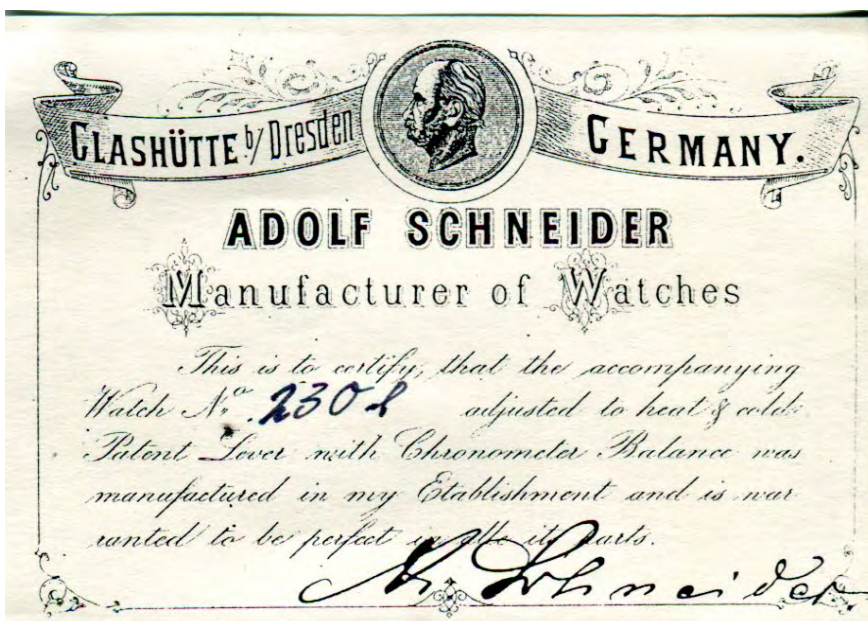 GLASHÜTTE b/ Dresden GERMANY.
ADOLF SCHNEIDER
Manufacturer of Watches
This is to certify, that the accompanying
Watch No. adjusted to heat & cold
Patent Lever with Chronometer Balance was
manufactured in my Etablishment and is war
ranted to be perfect in its parts.
Schneider